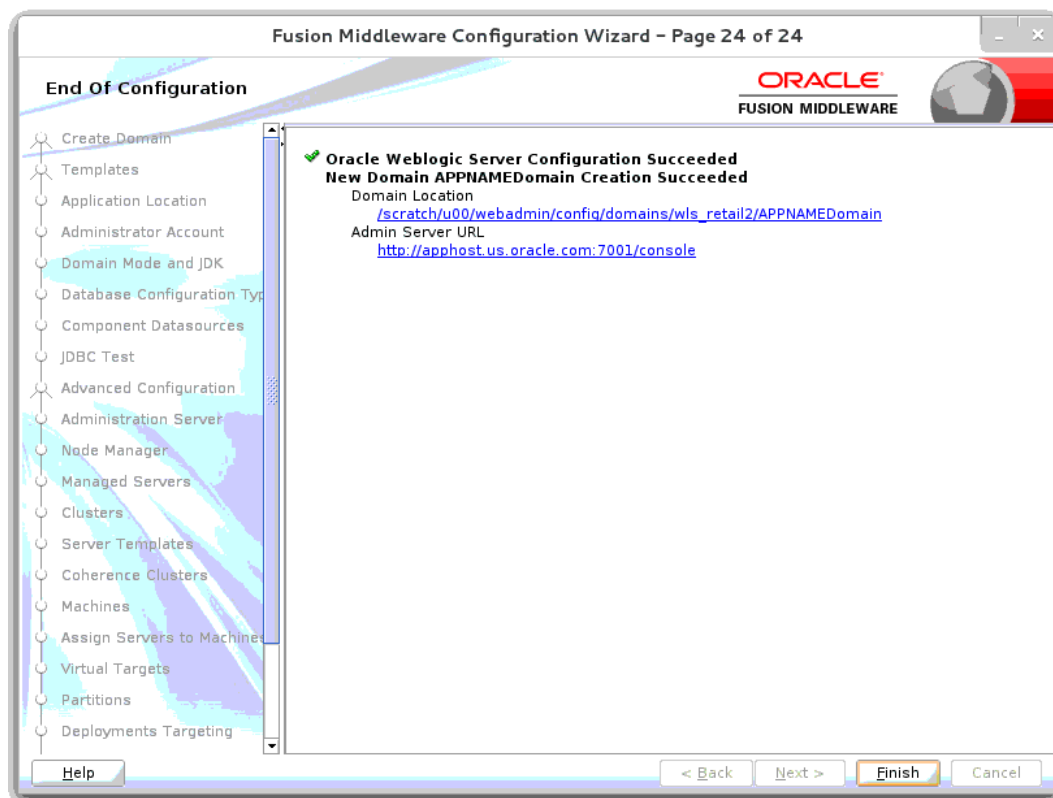 Fusion Middleware Configuration Wizard – Page 24 of 24
End Of Configuration
ORACLE
FUSION MIDDLEWARE
Create Domain
Templates
Application Location
Administrator Account
Domain Mode and JDK
Database Configuration Typ
Component Datasources
JDBC Test
Advanced Configuration
Administration Server
Node Manager
Managed Servers
Clusters
Server Templates
Coherence Clusters
Machines
Assign Servers to Machines
Virtual Targets
Partitions
Deployments Targeting
Oracle Weblogic Server Configuration Succeeded
New Domain APPNAMEDomain Creation Succeeded
Domain Location
/scratch/u00/webadmin/config/domains/wls_retail2/APPNAMEDomain
Admin Server URL
http://apphost.us.oracle.com:7001/console
Help
< Back
Next >
Finish
Cancel